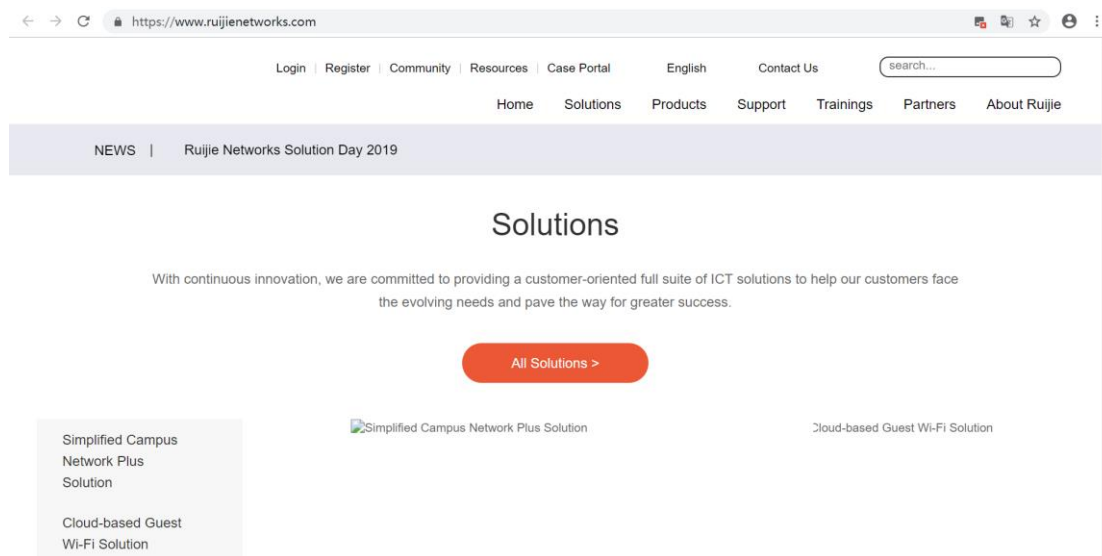 https://www.ruijienetworks.com
Login | Register | Community | Resources | Case Portal English Contact Us search...
Home Solutions Products Support Trainings Partners About Ruijie
NEWS | Ruijie Networks Solution Day 2019
Solutions
With continuous innovation, we are committed to providing a customer-oriented full suite of ICT solutions to help our customers face
the evolving needs and pave the way for greater success.
All Solutions >
Simplified Campus
Network Plus
Solution
Cloud-based Guest
Wi-Fi Solution
Simplified Campus Network Plus Solution
Cloud-based Guest Wi-Fi Solution